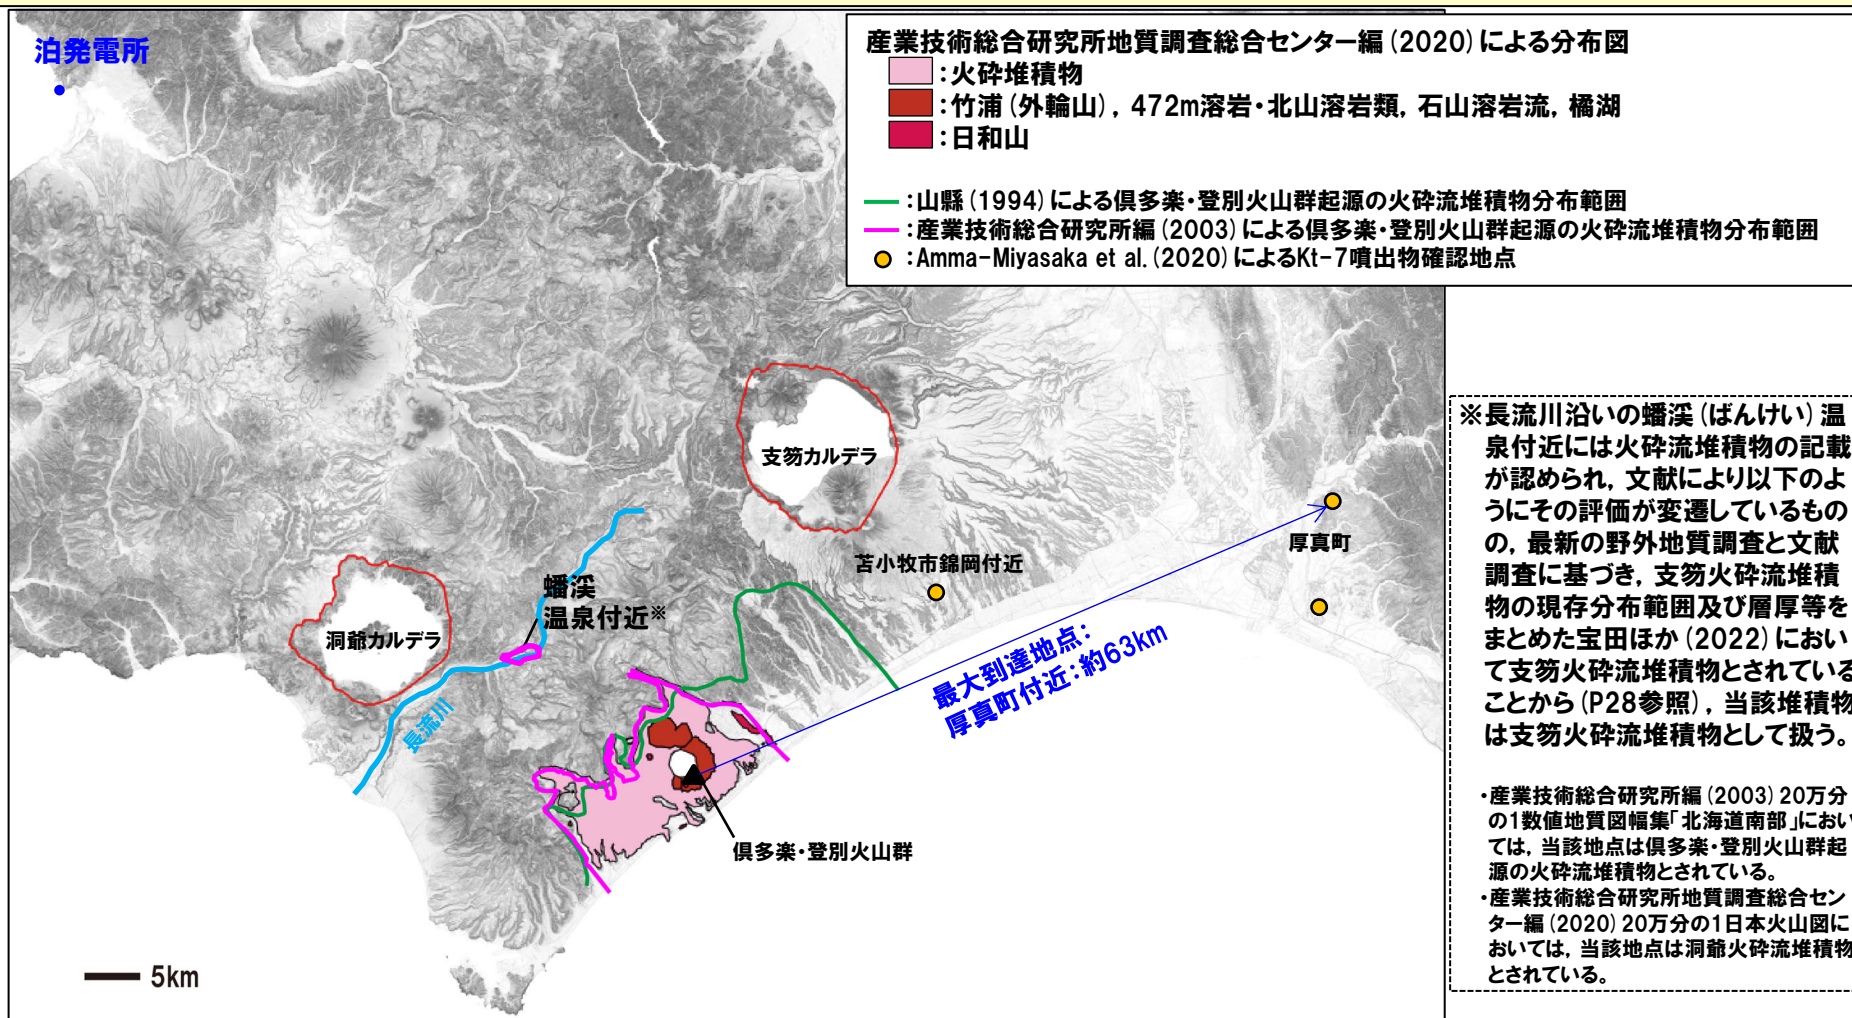 泊発電所
産業技術総合研究所地質調査総合センター編(2020)による分布図
:火砕堆積物
:竹浦(外輪山), 472m溶岩・北山溶岩類, 石山溶岩流, 橘湖
:日和山
:山縣(1994)による倶多楽・登別火山群起源の火砕流堆積物分布範囲
:産業技術総合研究所編(2003)による倶多楽・登別火山群起源の火砕流堆積物分布範囲
:Amma-Miyasaka et al.(2020)によるKt-7噴出物確認地点
支笏カルデラ
厚真町
苫小牧市錦岡付近
蟠渓
温泉付近※
洞爺カルデラ
長流川
最大到達地点:
厚真町付近:約63km
倶多楽・登別火山群
5km
※長流川沿いの蟠渓(ばんけい)温
泉付近には火砕流堆積物の記載
が認められ, 文献により以下のよ
うにその評価が変遷しているもの
の, 最新の野外地質調査と文献
調査に基づき, 支笏火砕流堆積
物の現存分布範囲及び層厚等を
まとめた宝田ほか(2022)におい
て支笏火砕流堆積物とされている
ことから(P28参照), 当該堆積物
は支笏火砕流堆積物として扱う。
・産業技術総合研究所編(2003)20万分
の1数値地質図幅集「北海道南部」におい
ては, 当該地点は倶多楽・登別火山群起
源の火砕流堆積物とされている。
・産業技術総合研究所地質調査総合セン
ター編(2020)20万分の1日本火山図に
おいては, 当該地点は洞爺火砕流堆積物
とされている。